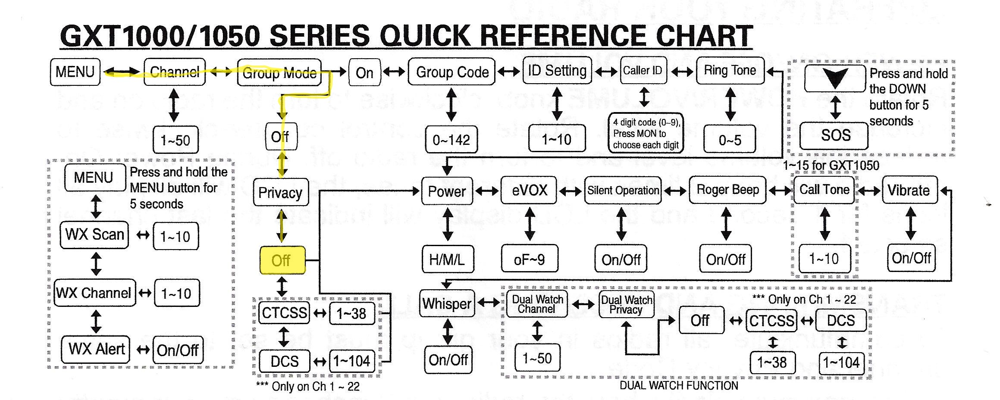 GXT1000/1050 SERIES QUICK REFERENCE CHART
MENU
Channel
Group Mode
On
Group Code
ID Setting
Caller ID
Ring Tone
1~50
Off
0~142
1~10
4 digit code (0~9),
Press MON to
choose each digit
0~5
Press and hold
the DOWN
button for 5
seconds
SOS
MENU
Press and hold the
MENU button for
5 seconds
WX Scan
1~10
WX Channel
1~10
WX Alert
On/Off
Privacy
Off
CTCSS
1~38
DCS
1~104
*** Only on Ch 1 ~ 22
1~15 for GXT1050
Power
eVOX
Silent Operation
Roger Beep
Call Tone
Vibrate
H/M/L
oF~9
On/Off
On/Off
1~10
On/Off
Whisper
On/Off
Dual Watch
Channel
1~50
Dual Watch
Privacy
*** Only on Ch 1 ~ 22
Off
CTCSS
DCS
1~38
1~104
DUAL WATCH FUNCTION